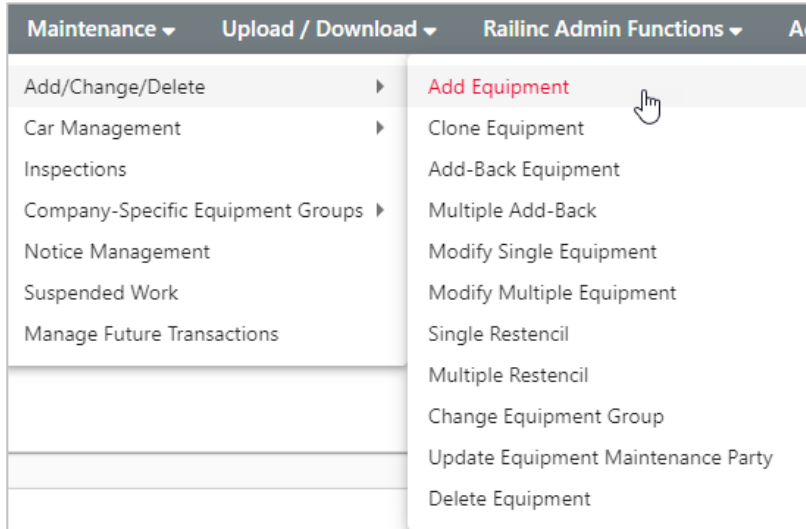 Maintenance
Upload / Download
Railinc Admin Functions
Add/Change/Delete
Car Management
Inspections
Company-Specific Equipment Groups
Notice Management
Suspended Work
Manage Future Transactions
Add Equipment
Clone Equipment
Add-Back Equipment
Multiple Add-Back
Modify Single Equipment
Modify Multiple Equipment
Single Restencil
Multiple Restencil
Change Equipment Group
Update Equipment Maintenance Party
Delete Equipment